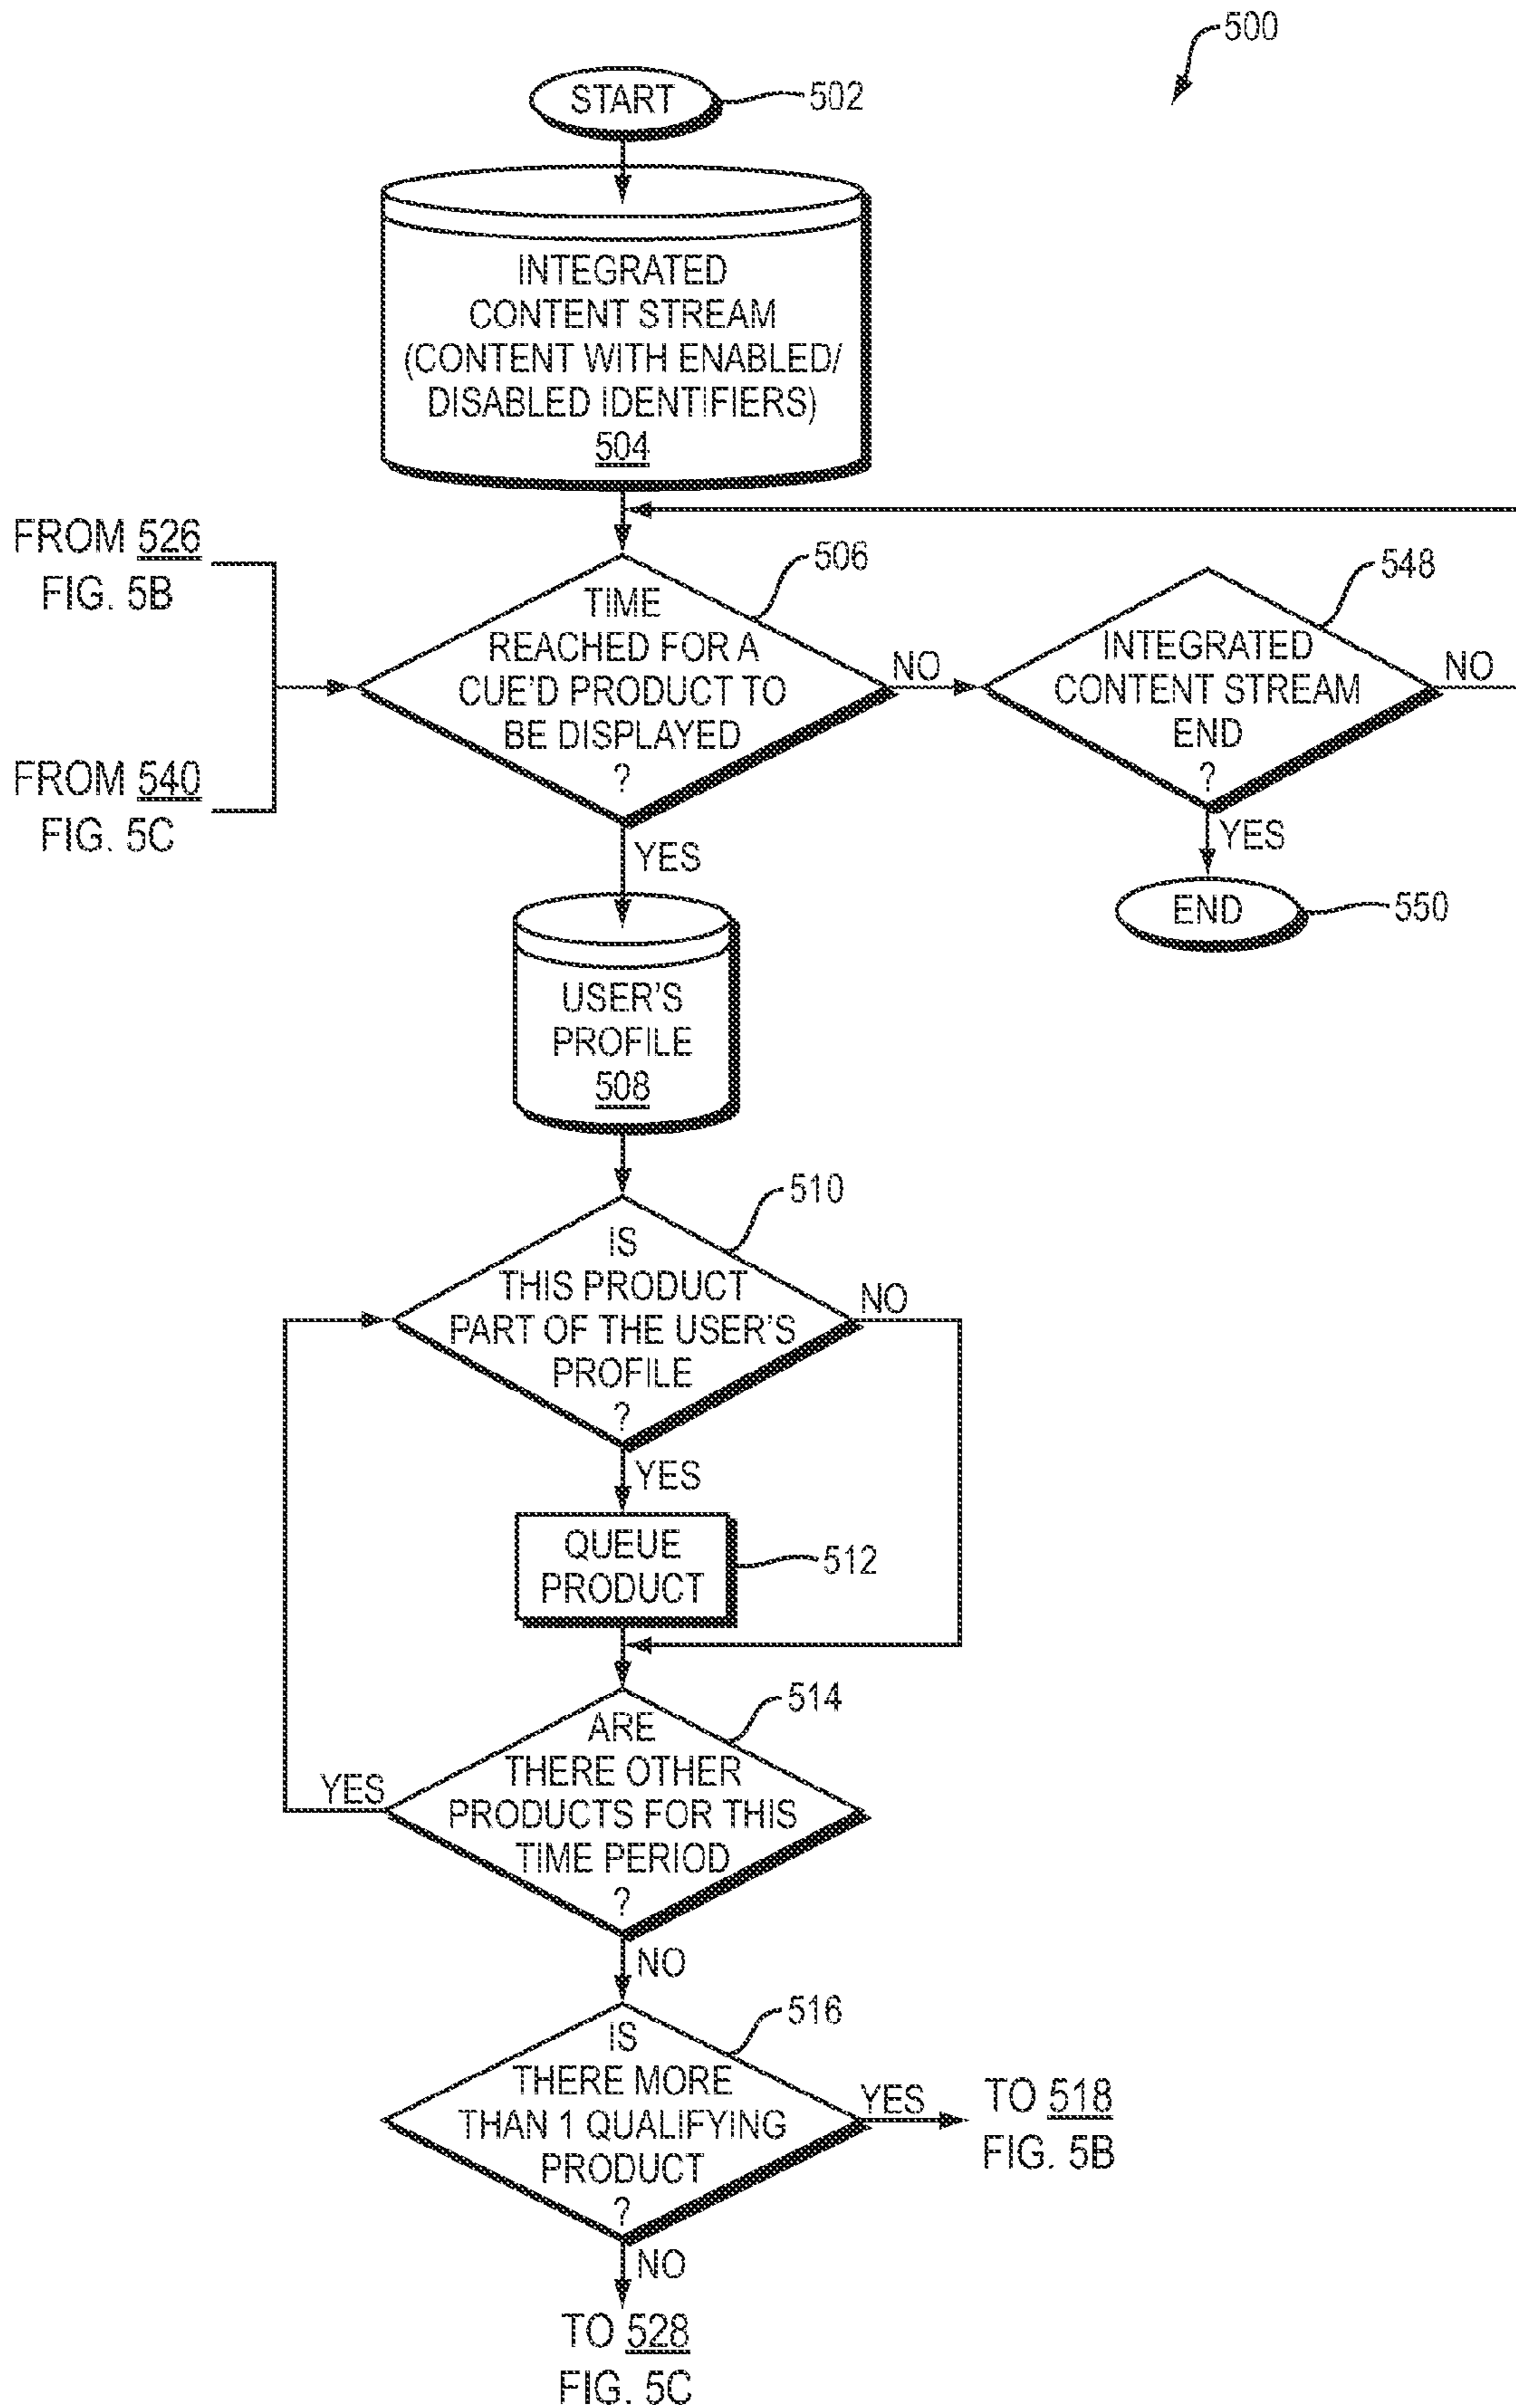 500
START
502
INTEGRATED
CONTENT STREAM
(CONTENT WITH ENABLED/
DISABLED IDENTIFIERS)
504
FROM 526
FIG. 5B
FROM 540
FIG. 5C
506
TIME
REACHED FOR A
CUE'D PRODUCT TO
BE DISPLAYED
?
NO
YES
548
INTEGRATED
CONTENT STREAM
END
?
NO
YES
END
550
USER'S
PROFILE
508
510
IS
THIS PRODUCT
PART OF THE USER'S
PROFILE
?
NO
YES
QUEUE
PRODUCT
512
514
ARE
THERE OTHER
PRODUCTS FOR THIS
TIME PERIOD
?
YES
NO
516
IS
THERE MORE
THAN 1 QUALIFYING
PRODUCT
?
YES
TO 518
FIG. 5B
NO
TO 528
FIG. 5C